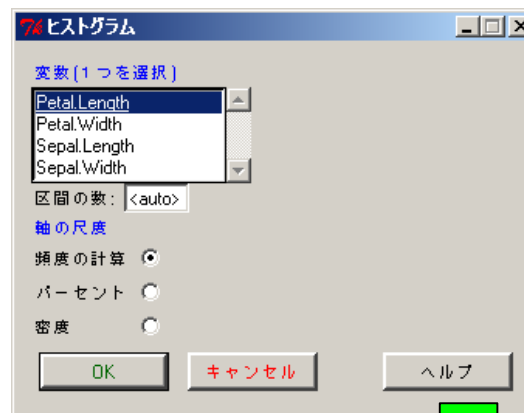 ヒストグラム
変数(1つを選択)
Petal.Length
Petal.Width
Sepal.Length
Sepal.Width
区間の数: <auto>
軸の尺度
頻度の計算
パーセント
密度
OK キャンセル ヘルプ